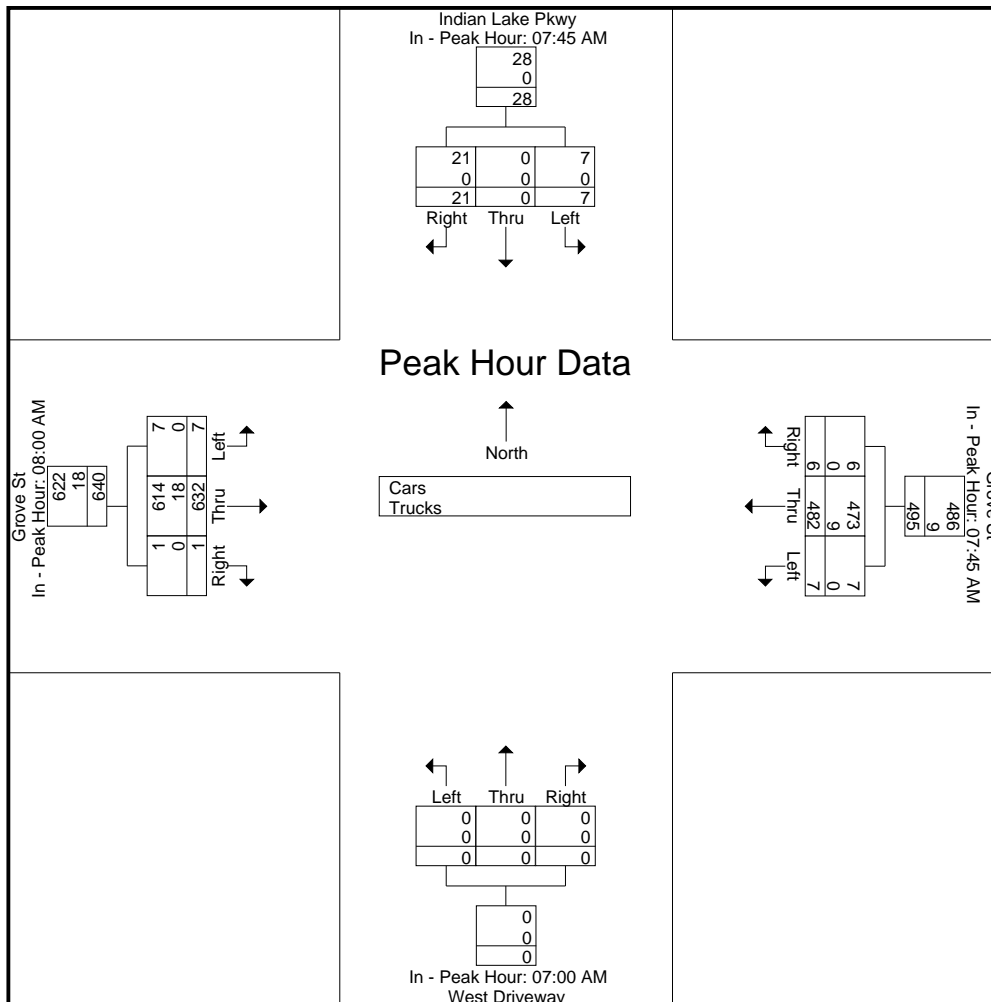 Indian Lake Pkwy
In - Peak Hour: 07:45 AM
28
0
28
21 0 7
0 0 0
21 0 7
Right Thru Left
Peak Hour Data
North
Cars
Trucks
Grove St
In - Peak Hour: 08:00 AM
622
18
640
7 614 1
0 18 0
7 632 1
Left Thru Right
Grove St
In - Peak Hour: 07:45 AM
486
9
495
6 473 7
0 9 0
6 482 7
Right Thru Left
Left Thru Right
0 0 0
0 0 0
0 0 0
0
0
0
In - Peak Hour: 07:00 AM
West Driveway